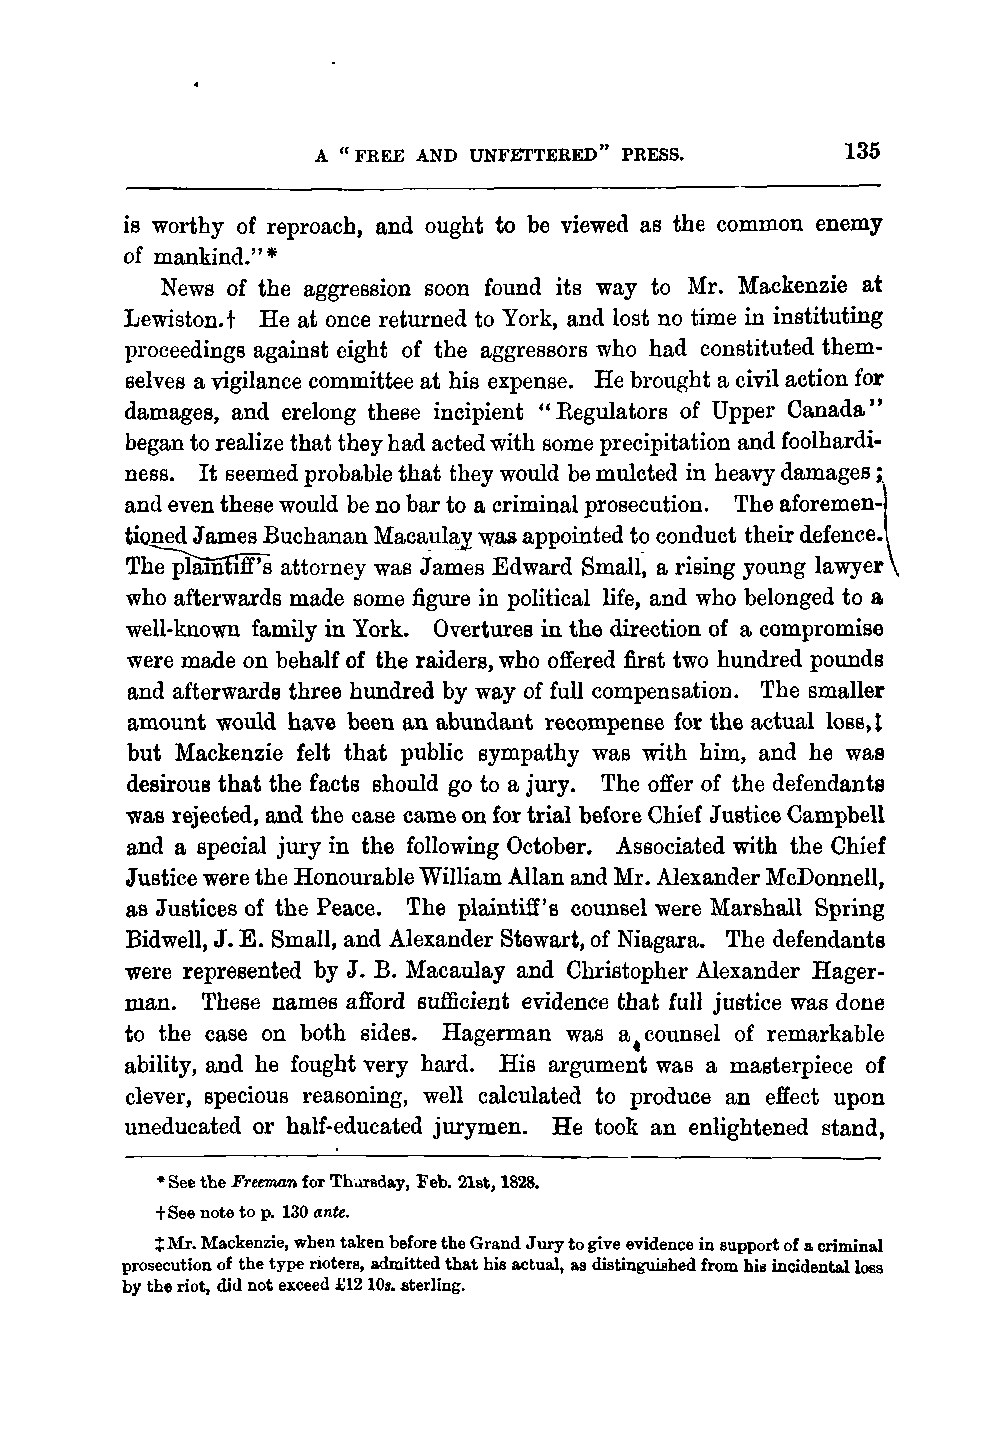 A “FREE AND UNFETTERED” PRESS. 135
is worthy of reproach, and ought to be viewed as the common enemy
of mankind.”*
News of the aggression soon found its way to Mr. Mackenzie at
Lewiston.† He at once returned to York, and lost no time in instituting
proceedings against eight of the aggressors who had constituted them-
selves a vigilance committee at his expense. He brought a civil action for
damages, and erelong these incipient “Regulators of Upper Canada”
began to realize that they had acted with some precipitation and foolhardi-
ness. It seemed probable that they would be mulcted in heavy damages;
and even these would be no bar to a criminal prosecution. The aforemen-
tioned James Buchanan Macaulay was appointed to conduct their defence.
The plaintiff’s attorney was James Edward Small, a rising young lawyer
who afterwards made some figure in political life, and who belonged to a
well-known family in York. Overtures in the direction of a compromise
were made on behalf of the raiders, who offered first two hundred pounds
and afterwards three hundred by way of full compensation. The smaller
amount would have been an abundant recompense for the actual loss,‡
but Mackenzie felt that public sympathy was with him, and he was
desirous that the facts should go to a jury. The offer of the defendants
was rejected, and the case came on for trial before Chief Justice Campbell
and a special jury in the following October. Associated with the Chief
Justice were the Honourable William Allan and Mr. Alexander McDonnell,
as Justices of the Peace. The plaintiff’s counsel were Marshall Spring
Bidwell, J. E. Small, and Alexander Stewart, of Niagara. The defendants
were represented by J. B. Macaulay and Christopher Alexander Hager-
man. These names afford sufficient evidence that full justice was done
to the case on both sides. Hagerman was a counsel of remarkable
ability, and he fought very hard. His argument was a masterpiece of
clever, specious reasoning, well calculated to produce an effect upon
uneducated or half-educated jurymen. He took an enlightened stand,
* See the Freeman for Thursday, Feb. 21st, 1828.
† See note to p. 130 ante.
‡ Mr. Mackenzie, when taken before the Grand Jury to give evidence in support of a criminal
prosecution of the type rioters, admitted that his actual, as distinguished from his incidental loss
by the riot, did not exceed £12 10s. sterling.